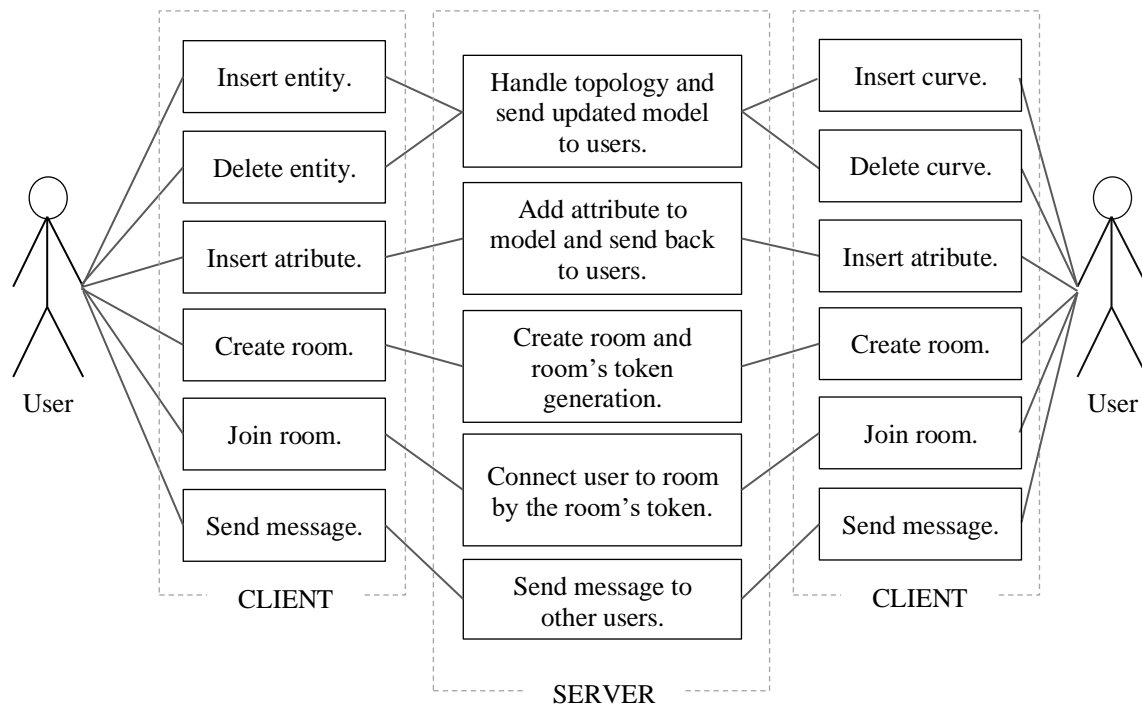 Insert entity.
Delete entity.
Insert atribute.
Create room.
Join room.
Send message.
CLIENT
User
Handle topology and
send updated model
to users.
Add attribute to
model and send back
to users.
Create room and
room’s token
generation.
Connect user to room
by the room’s token.
Send message to
other users.
SERVER
Insert curve.
Delete curve.
Insert atribute.
Create room.
Join room.
Send message.
CLIENT
User